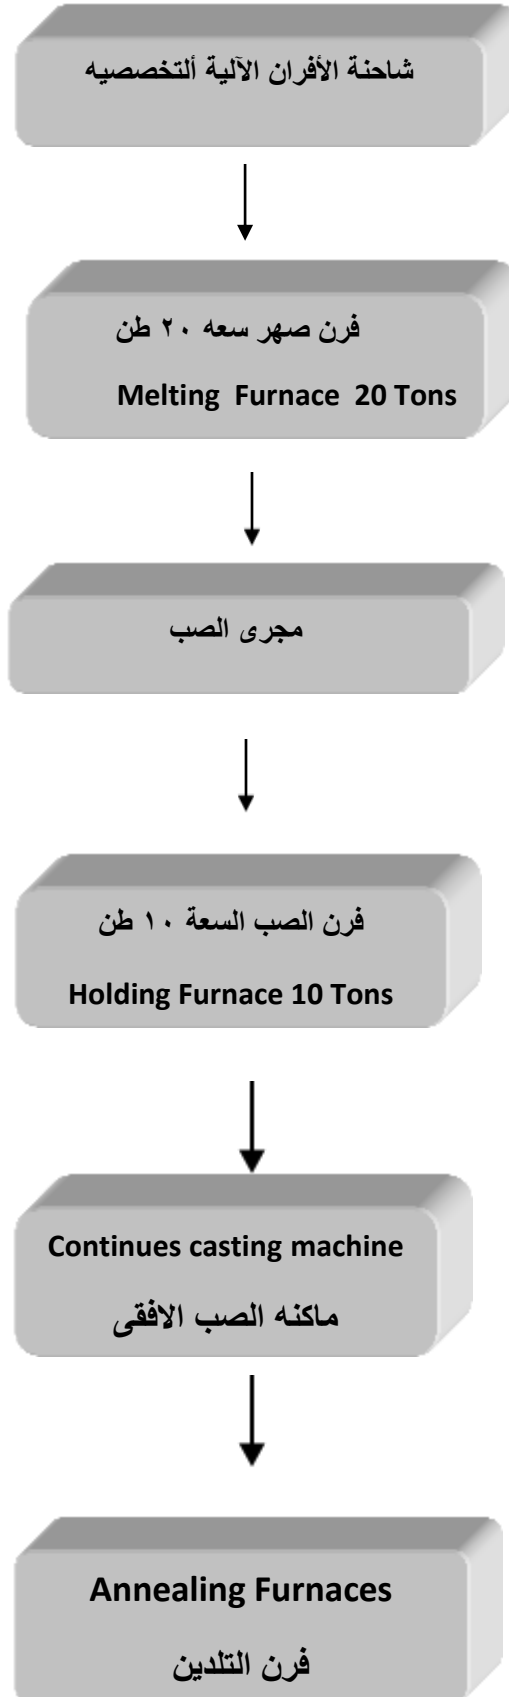 شاحنة الأفران الآلية ألتخصصيه
فرن صهر سعه ٢٠ طن
Melting Furnace 20 Tons
مجرى الصب
فرن الصب السعة ١٠ طن
Holding Furnace 10 Tons
Continues casting machine
ماكنه الصب الافقى
Annealing Furnaces
فرن التلدين